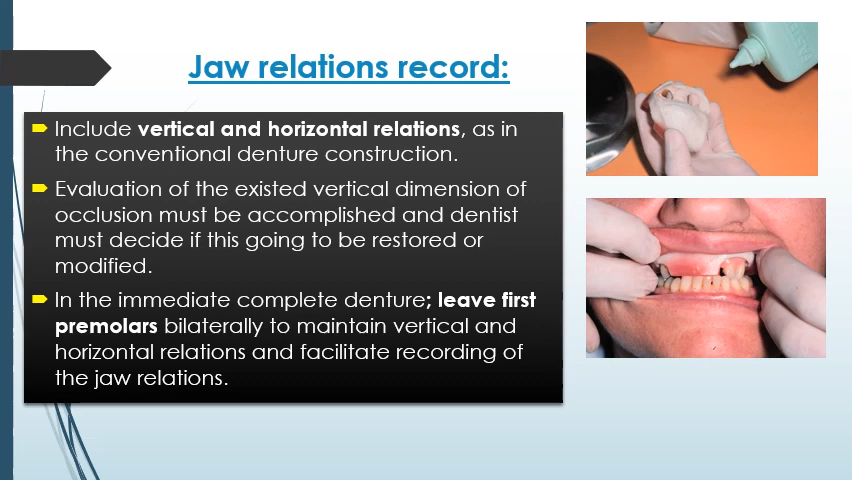 Jaw relations record:
Include vertical and horizontal relations, as in
the conventional denture construction.
Evaluation of the existed vertical dimension of
occlusion must be accomplished and dentist
must decide if this going to be restored or
modified.
In the immediate complete denture; leave first
premolars bilaterally to maintain vertical and
horizontal relations and facilitate recording of
the jaw relations.